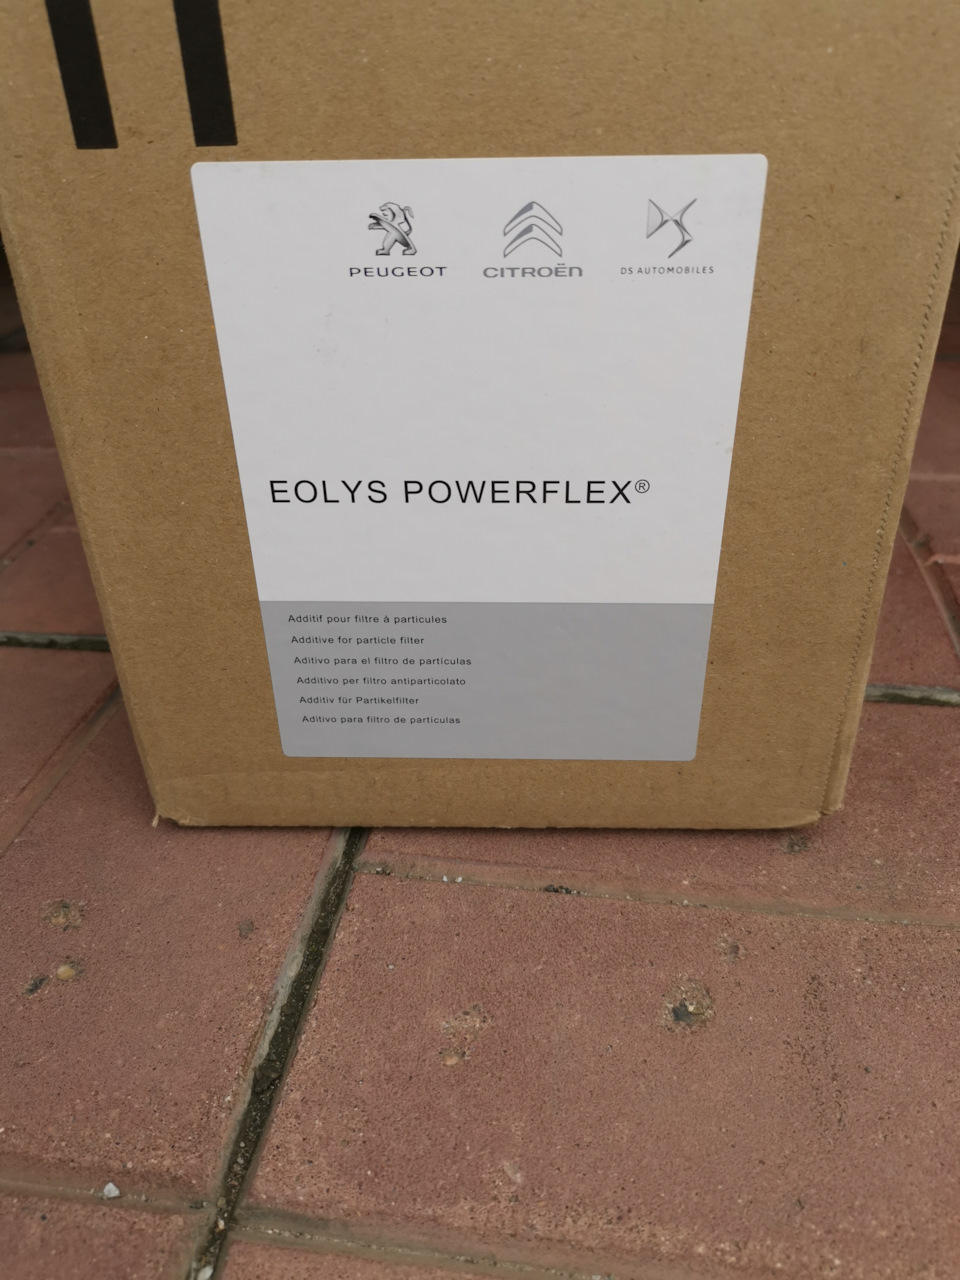 PEUGEOT CITROËN DS AUTOMOBILES
EOLYS POWERFLEX®
Additif pour filtre à particules
Additive for particle filter
Aditivo para el filtro de partículas
Additivo per filtro antiparticolato
Additiv für Partikelfilter
Aditivo para filtro de partículas